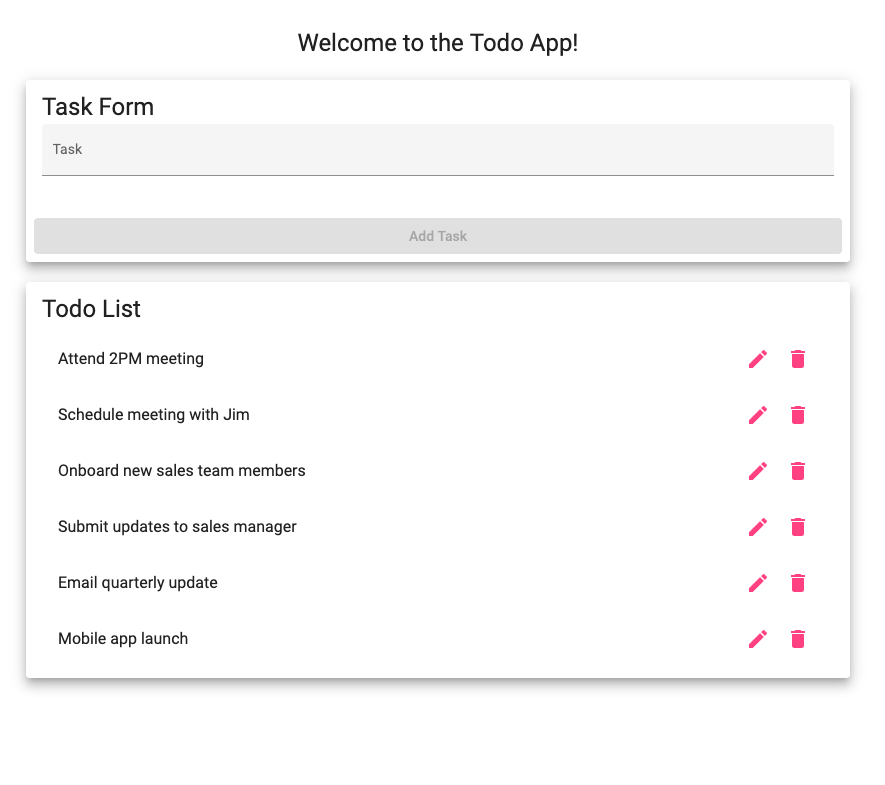 Welcome to the Todo App!
Task Form
Task
Add Task
Todo List
Attend 2PM meeting
Schedule meeting with Jim
Onboard new sales team members
Submit updates to sales manager
Email quarterly update
Mobile app launch